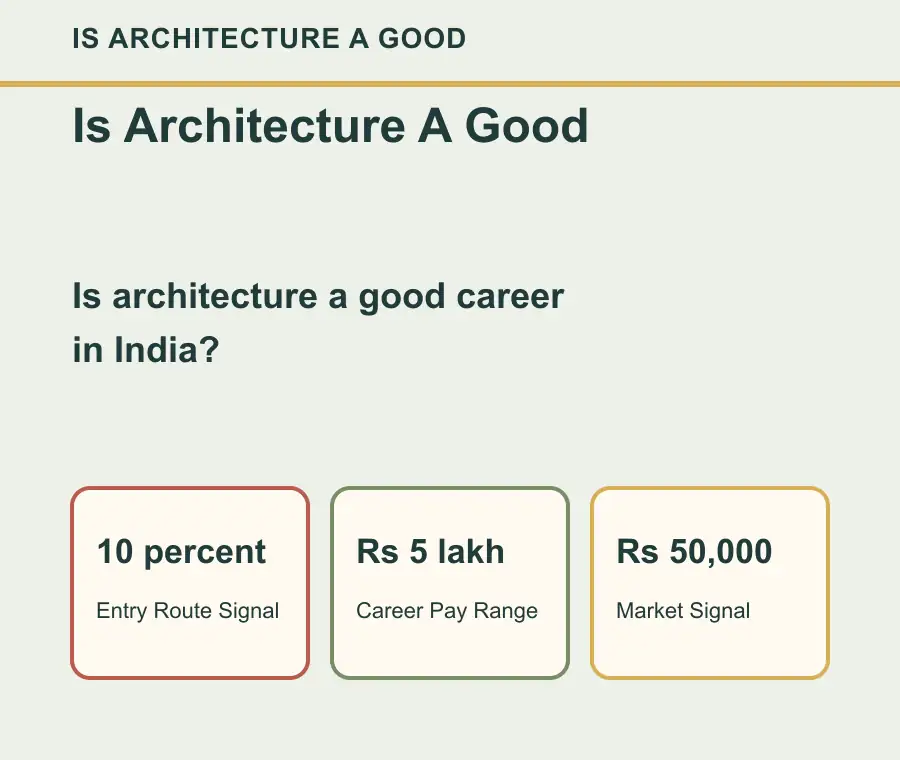 IS ARCHITECTURE A GOOD
Is Architecture A Good
Is architecture a good career
in India?
10 percent
Entry Route Signal
Rs 5 lakh
Career Pay Range
Rs 50,000
Market Signal